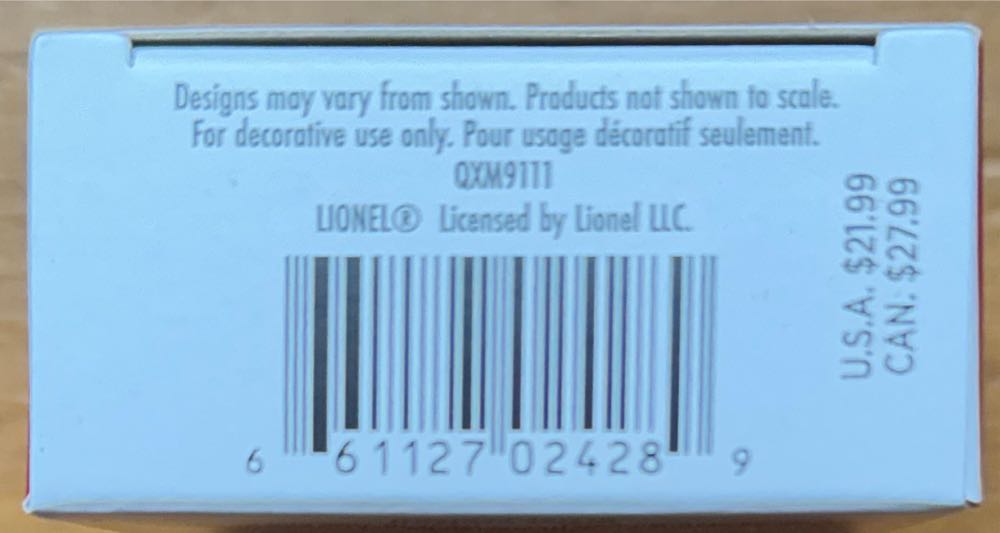 Designs may vary from shown. Products not shown to scale.
For decorative use only. Pour usage décoratif seulement.
QXM9111
LIONEL® Licensed by Lionel LLC.
U.S.A. $21.99
CAN: $27.99
6 61127 02428 9